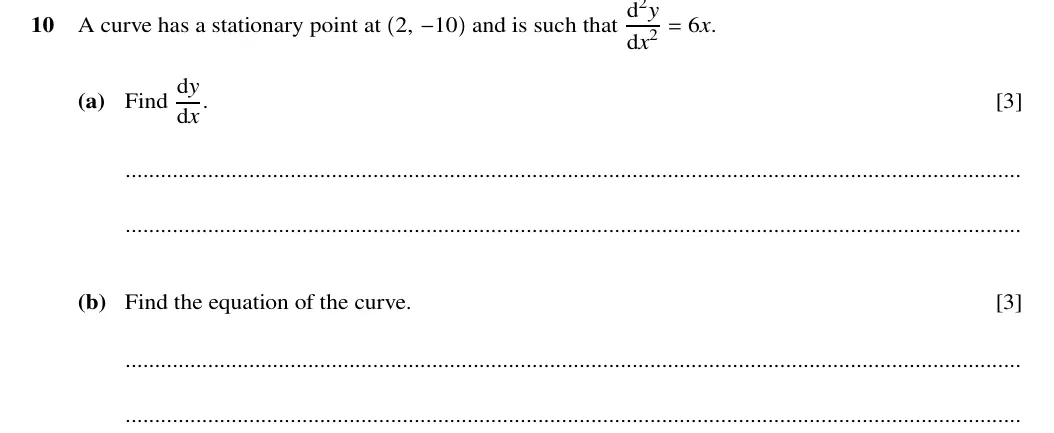 10 A curve has a stationary point at (2, −10) and is such that d²y/dx² = 6x.
(a) Find dy/dx. [3]
(b) Find the equation of the curve. [3]